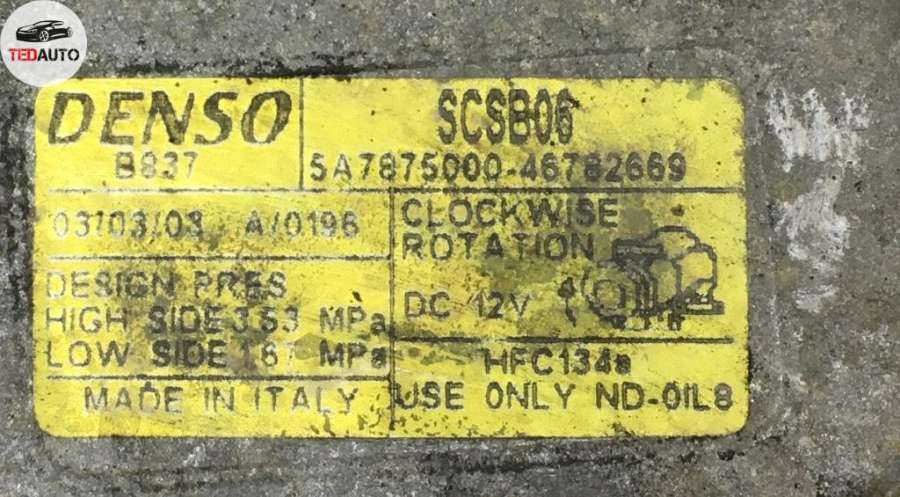 TEDAUTO
DENSO
B837
SCSB06
5A7875000-46782669
03/03/03 A/0196
DESIGN PRES
HIGH SIDE 3.53 MPa
LOW SIDE 1.67 MPa
MADE IN ITALY
CLOCKWISE
ROTATION
DC 12V
HFC134a
USE ONLY ND-OIL8